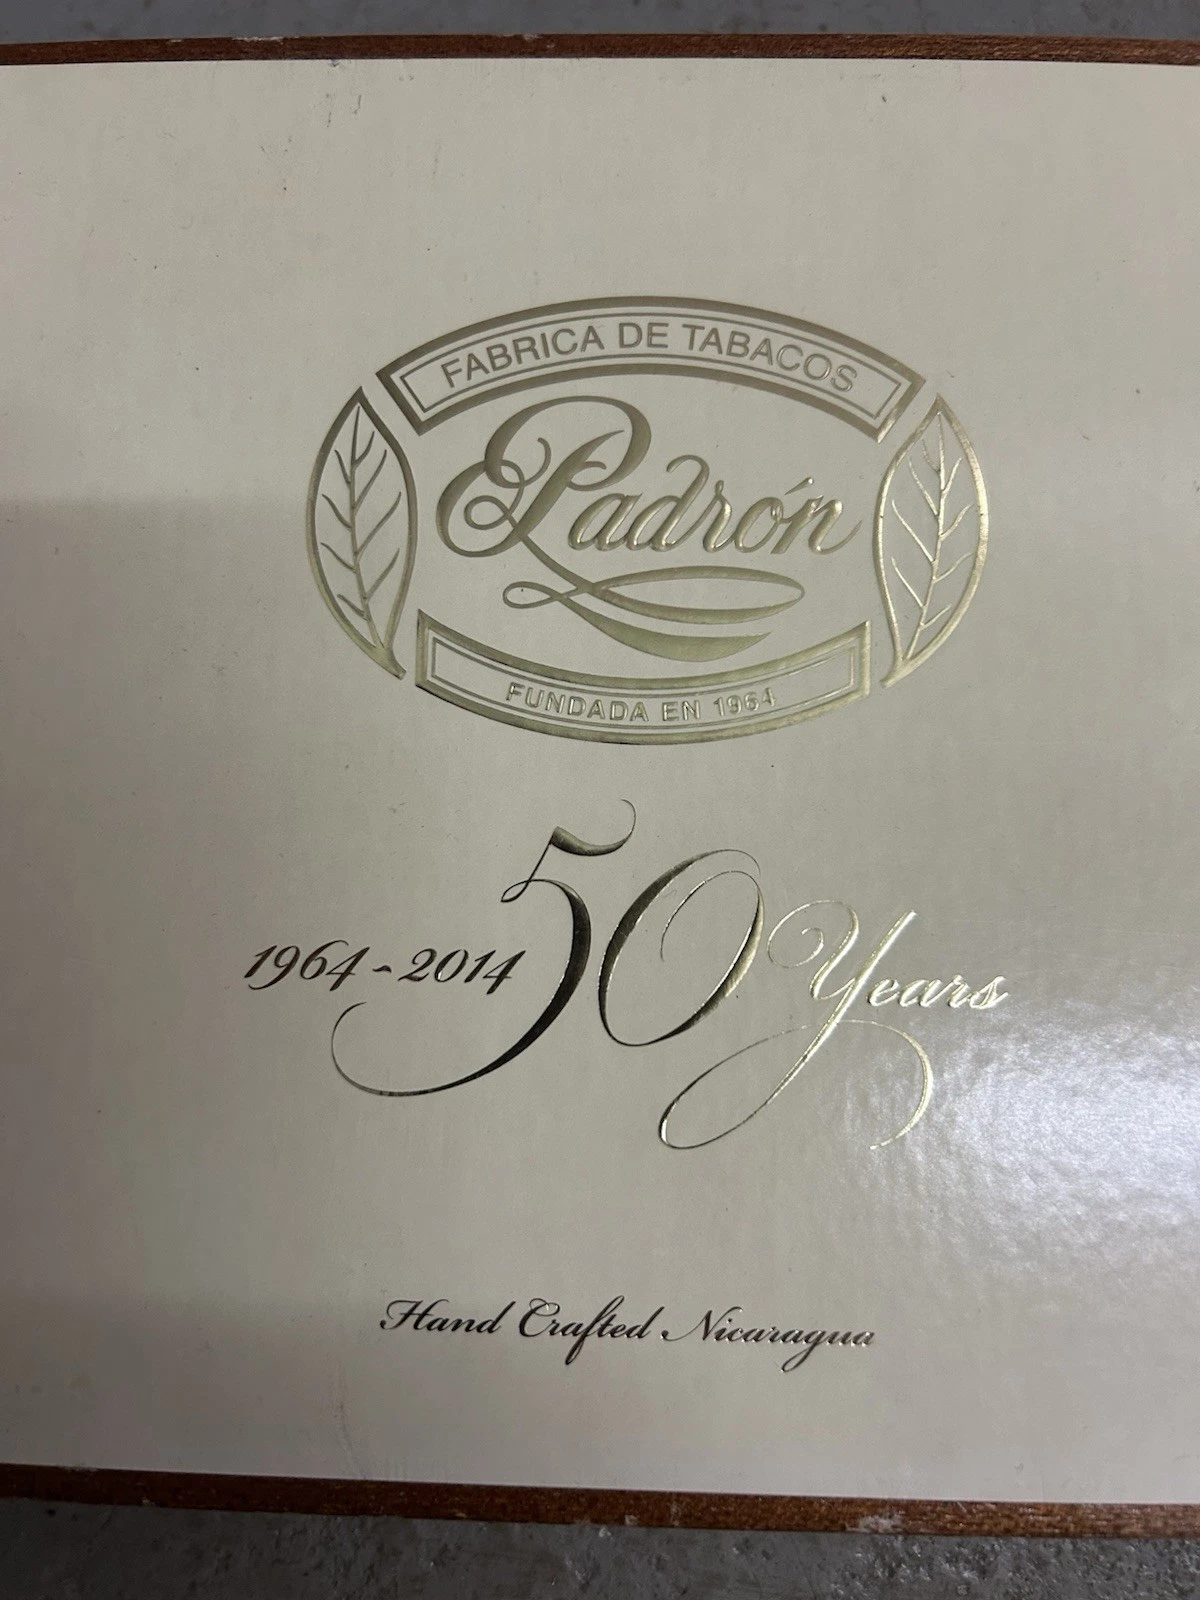 FABRICA DE TABACOS
Padrón
FUNDADA EN 1964
1964-2014 50 Years
Hand Crafted Nicaragua